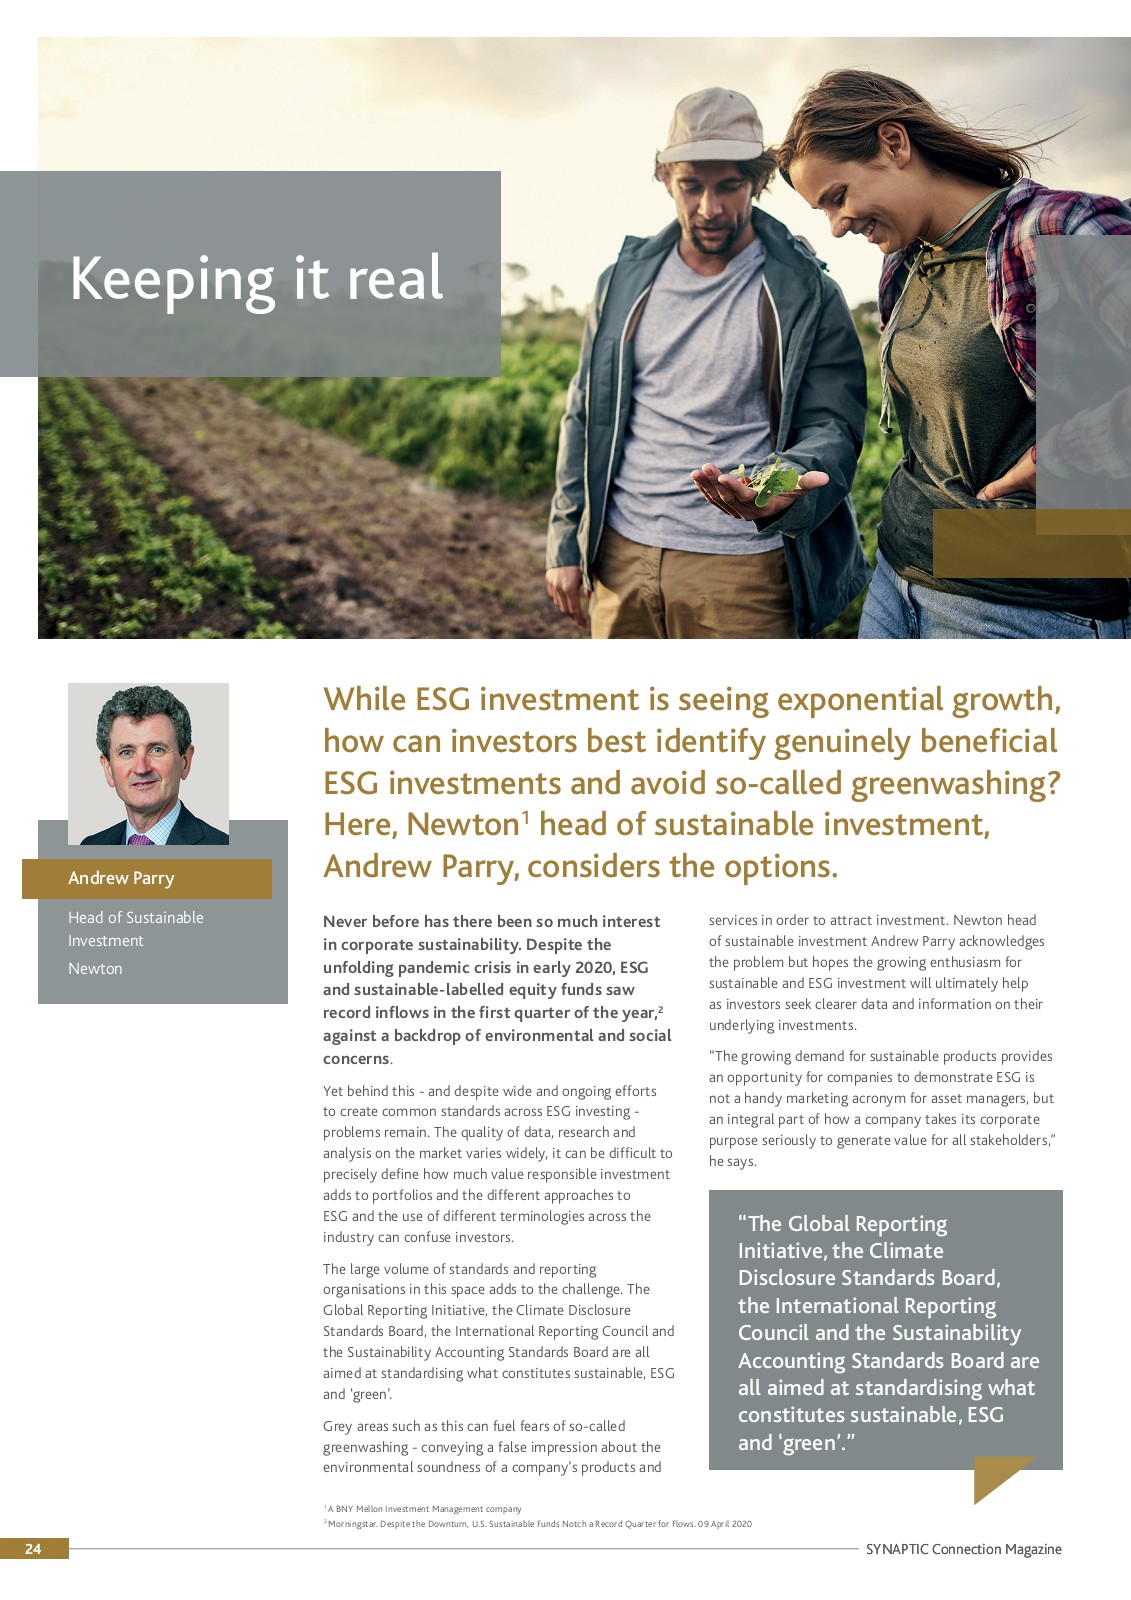 Keeping it real
Andrew Parry
Head of Sustainable
Investment
Newton
While ESG investment is seeing exponential growth,
how can investors best identify genuinely beneficial
ESG investments and avoid so-called greenwashing?
Here, Newton¹ head of sustainable investment,
Andrew Parry, considers the options.
Never before has there been so much interest
in corporate sustainability. Despite the
unfolding pandemic crisis in early 2020, ESG
and sustainable-labelled equity funds saw
record inflows in the first quarter of the year,²
against a backdrop of environmental and social
concerns.
Yet behind this - and despite wide and ongoing efforts
to create common standards across ESG investing -
problems remain. The quality of data, research and
analysis on the market varies widely, it can be difficult to
precisely define how much value responsible investment
adds to portfolios and the different approaches to
ESG and the use of different terminologies across the
industry can confuse investors.
The large volume of standards and reporting
organisations in this space adds to the challenge. The
Global Reporting Initiative, the Climate Disclosure
Standards Board, the International Reporting Council and
the Sustainability Accounting Standards Board are all
aimed at standardising what constitutes sustainable, ESG
and ‘green’.
Grey areas such as this can fuel fears of so-called
greenwashing - conveying a false impression about the
environmental soundness of a company’s products and
services in order to attract investment. Newton head
of sustainable investment Andrew Parry acknowledges
the problem but hopes the growing enthusiasm for
sustainable and ESG investment will ultimately help
as investors seek clearer data and information on their
underlying investments.
“The growing demand for sustainable products provides
an opportunity for companies to demonstrate ESG is
not a handy marketing acronym for asset managers, but
an integral part of how a company takes its corporate
purpose seriously to generate value for all stakeholders,”
he says.
“The Global Reporting
Initiative, the Climate
Disclosure Standards Board,
the International Reporting
Council and the Sustainability
Accounting Standards Board are
all aimed at standardising what
constitutes sustainable, ESG
and ‘green’.”
¹ A BNY Mellon Investment Management company
² Morningstar. Despite the Downturn, U.S. Sustainable Funds Notch a Record Quarter for Flows. 09 April 2020
24
SYNAPTIC Connection Magazine